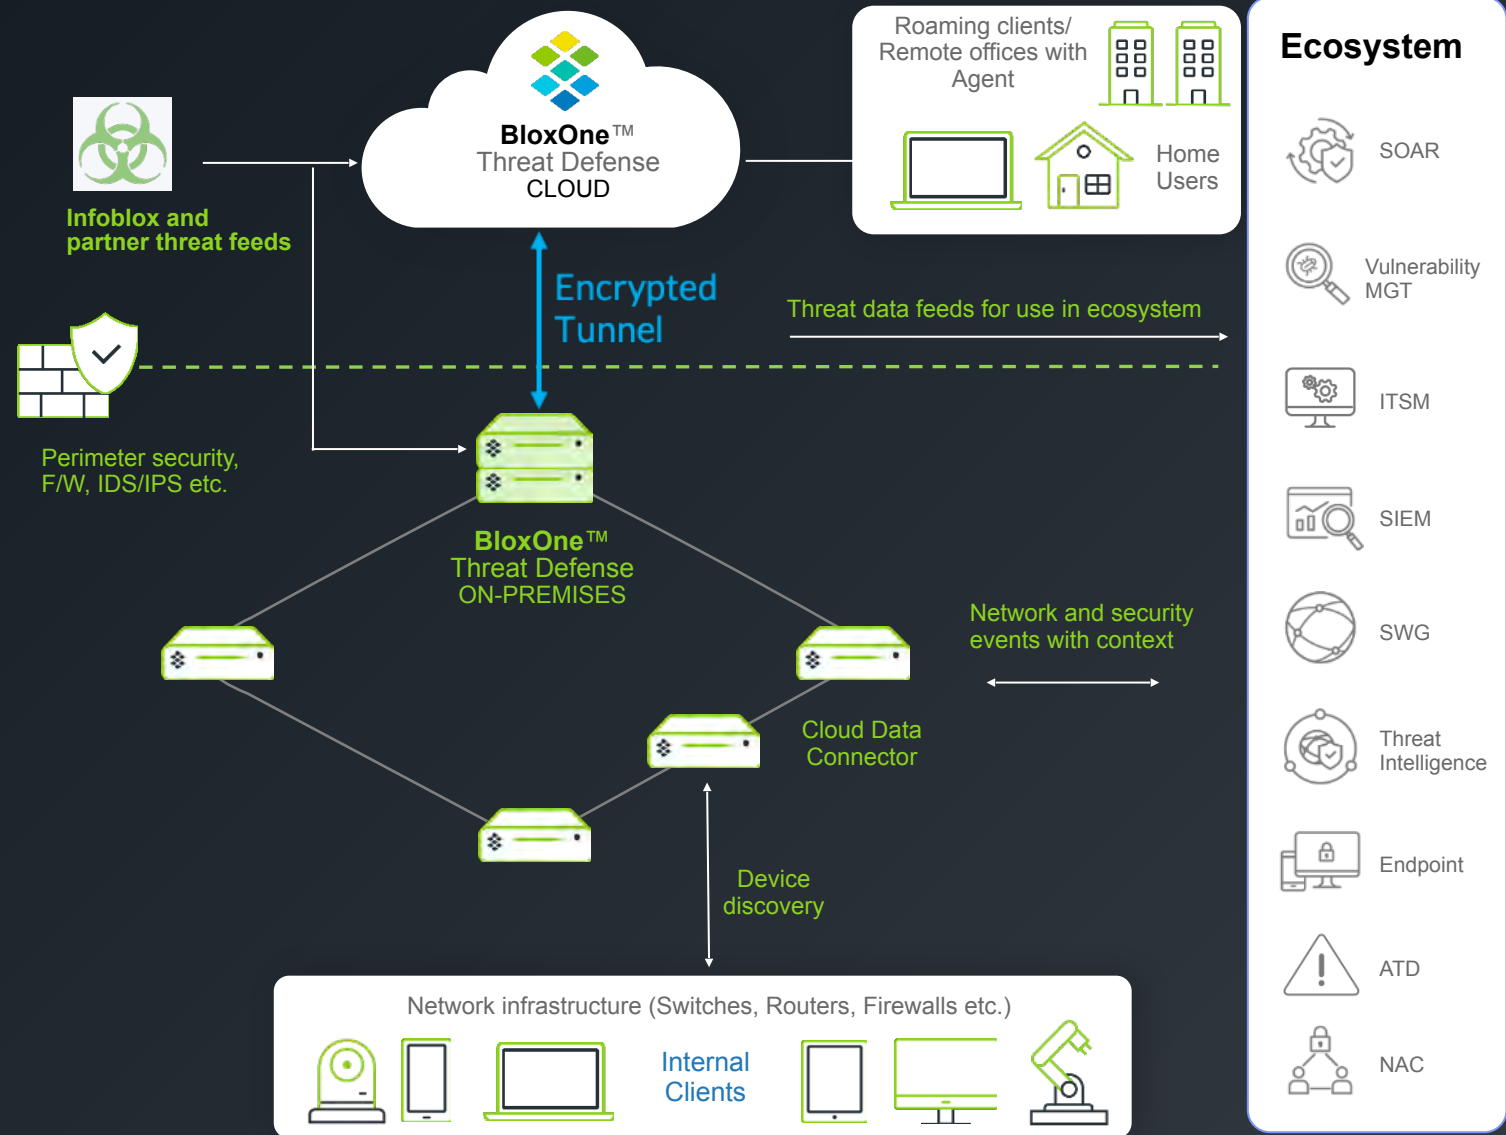 Roaming clients/
Remote offices with
Agent
Home
Users
BloxOne™
Threat Defense
CLOUD
Infoblox and
partner threat feeds
Encrypted
Tunnel
Threat data feeds for use in ecosystem
Perimeter security,
F/W, IDS/IPS etc.
BloxOne™
Threat Defense
ON-PREMISES
Network and security
events with context
Cloud Data
Connector
Device
discovery
Network infrastructure (Switches, Routers, Firewalls etc.)
Internal
Clients
Ecosystem
SOAR
Vulnerability
MGT
ITSM
SIEM
SWG
Threat
Intelligence
Endpoint
ATD
NAC